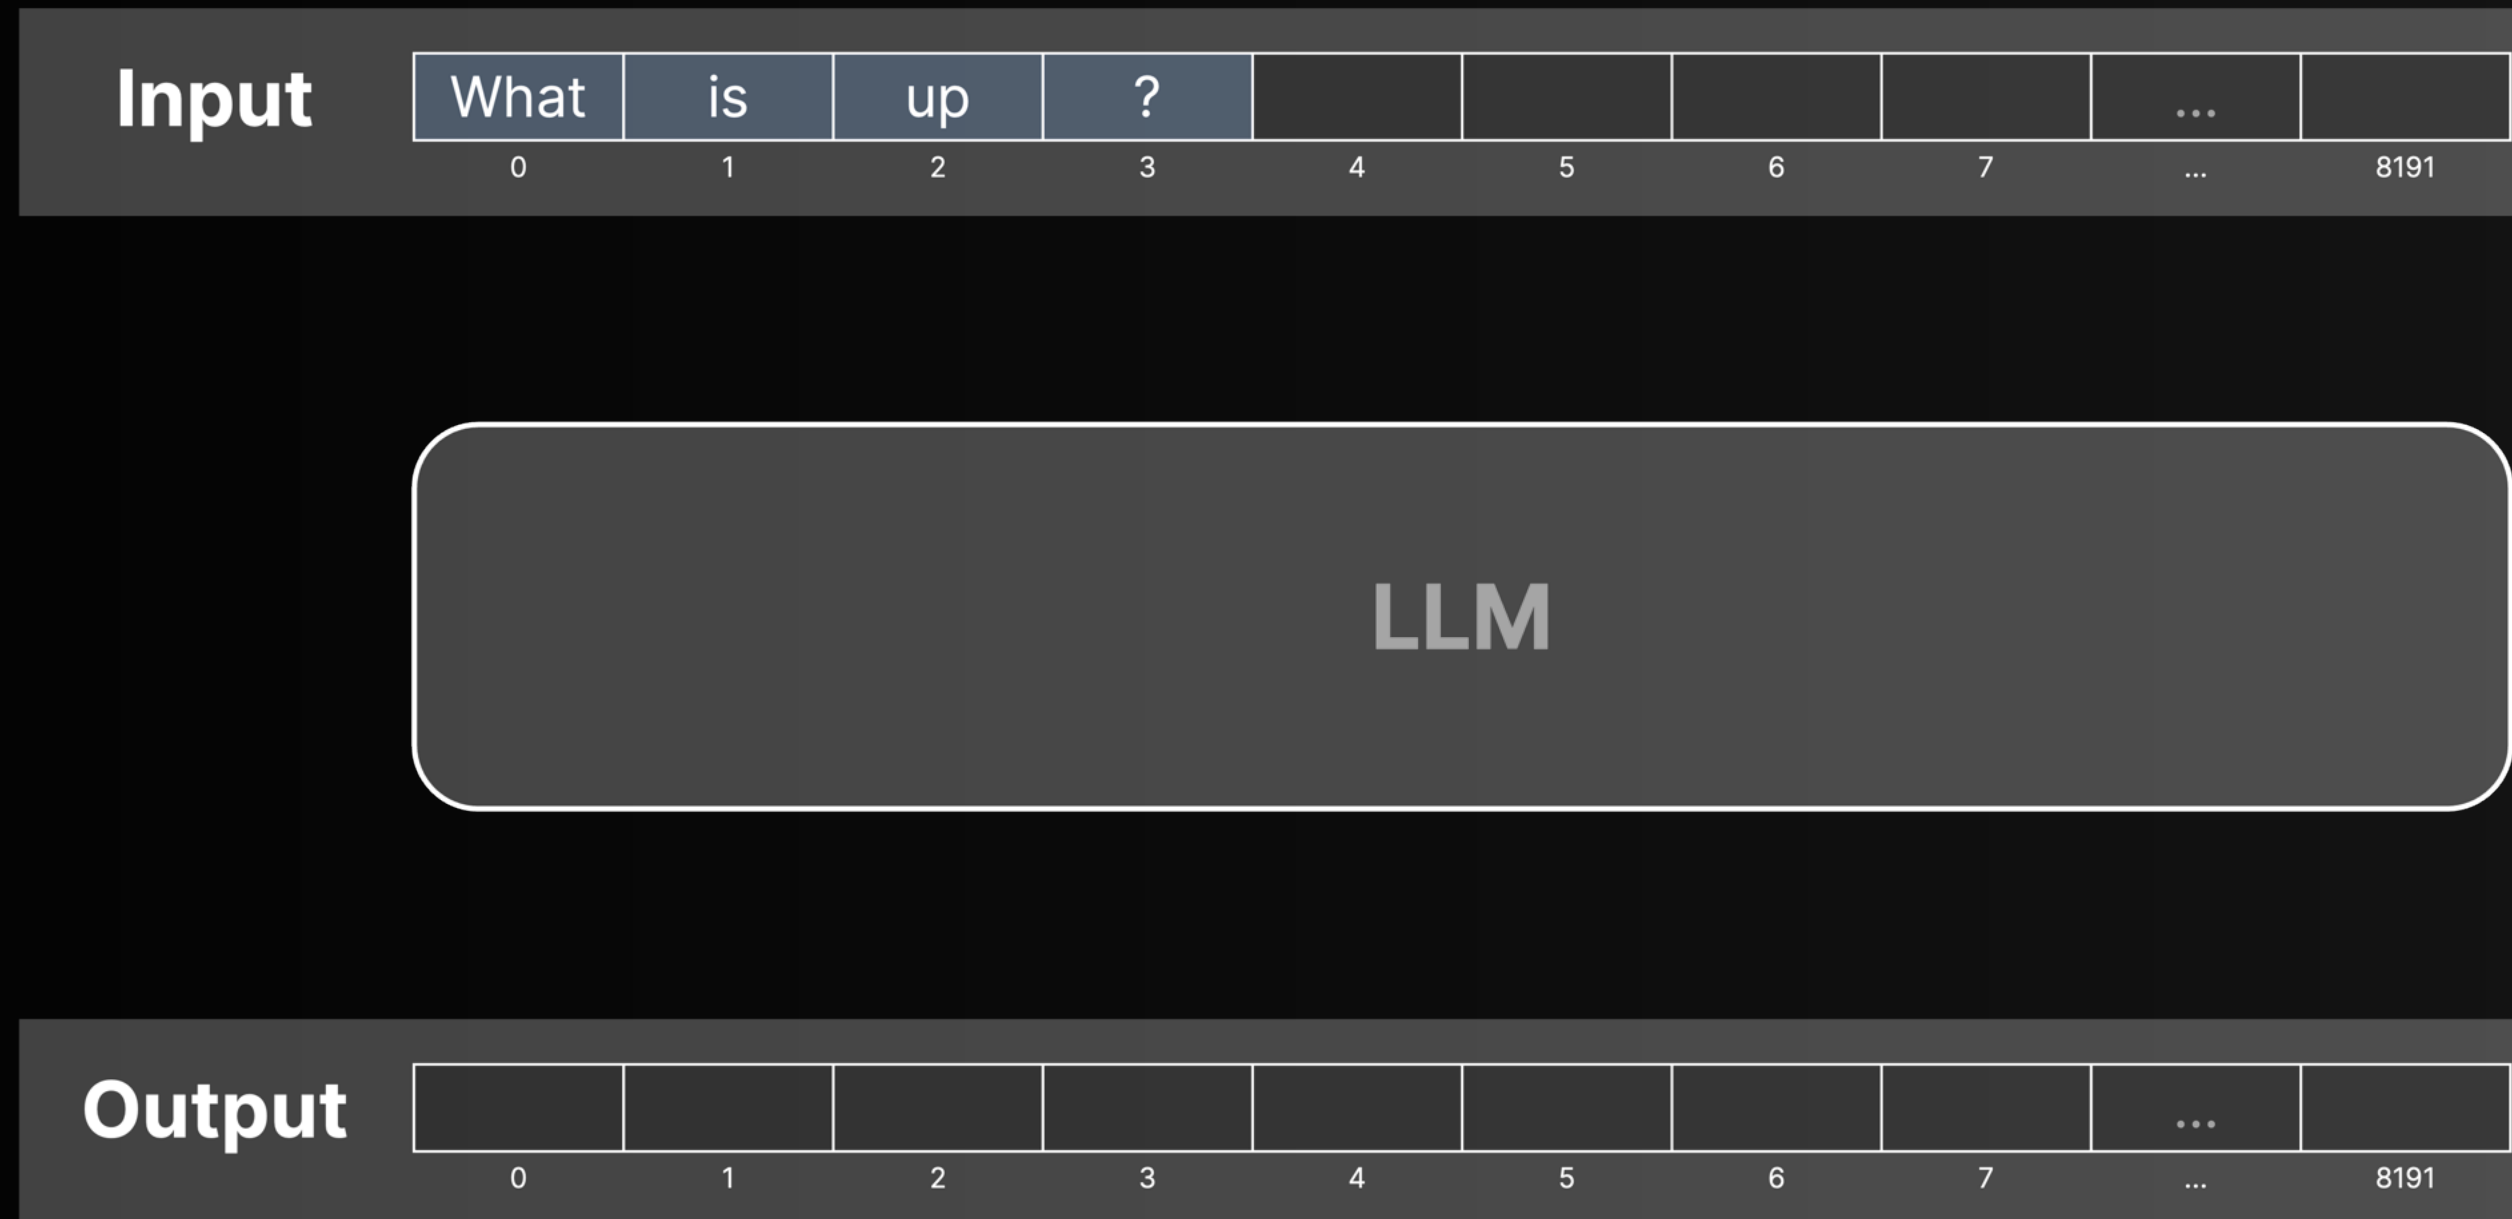 Input What is up ? ...
0 1 2 3 4 5 6 7 ... 8191
LLM
Output ...
0 1 2 3 4 5 6 7 ... 8191